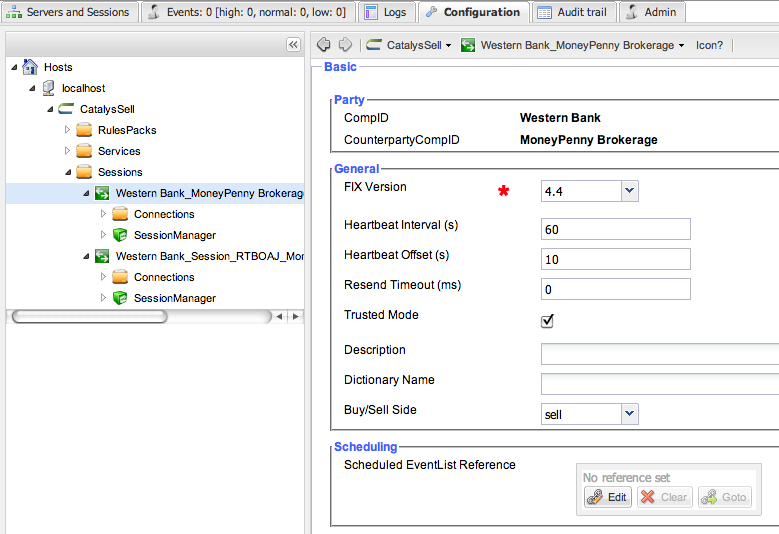 Servers and Sessions Events: 0 [high: 0, normal: 0, low: 0] Logs Configuration Audit trail Admin
CatalysSell Western Bank_MoneyPenny Brokerage Icon?
Hosts
localhost
CatalysSell
RulesPacks
Services
Sessions
Western Bank_MoneyPenny Brokerage
Connections
SessionManager
Western Bank_Session_RTBOAJ_Mon
Connections
SessionManager
Basic
Party
CompID Western Bank
CounterpartyCompID MoneyPenny Brokerage
General
FIX Version * 4.4
Heartbeat Interval (s) 60
Heartbeat Offset (s) 10
Resend Timeout (ms) 0
Trusted Mode
Description
Dictionary Name
Buy/Sell Side sell
Scheduling
Scheduled EventList Reference
No reference set
Edit Clear Goto